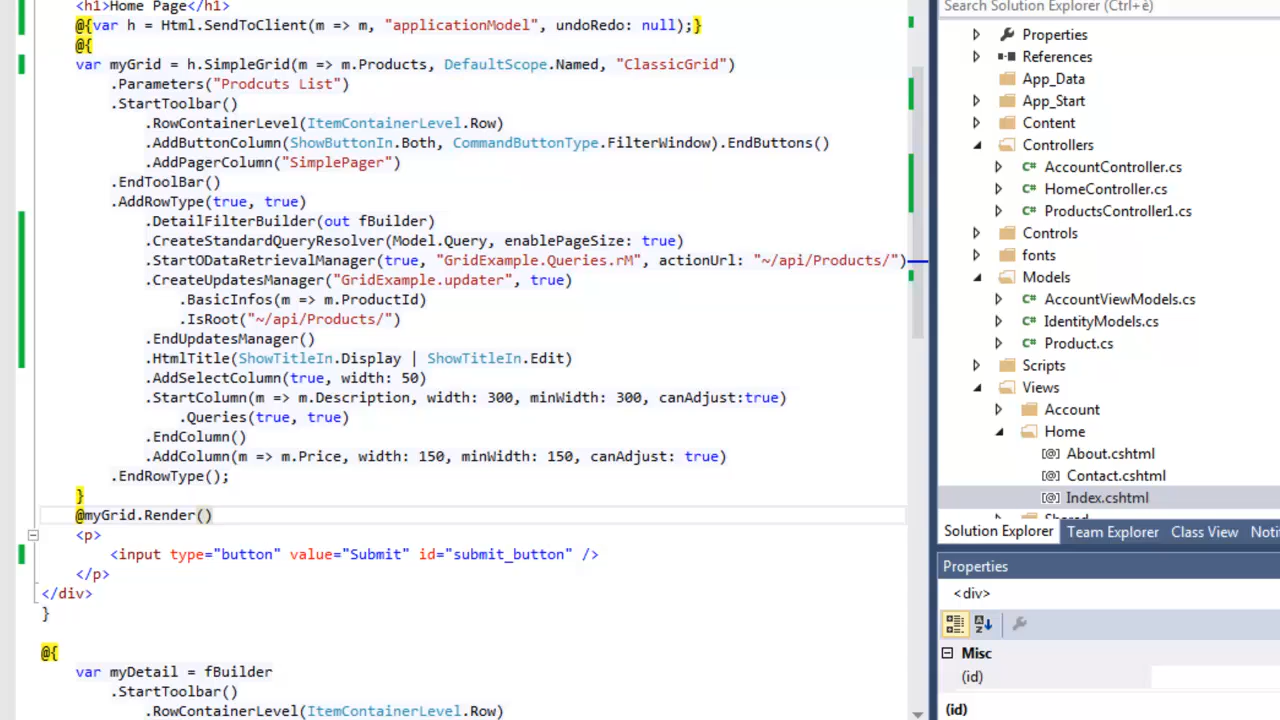 <h1>Home Page</h1>
@{var h = Html.SendToClient(m => m, "applicationModel", undoRedo: null);}
@{
var myGrid = h.SimpleGrid(m => m.Products, DefaultScope.Named, "ClassicGrid")
.Parameters("Prodcuts List")
.StartToolbar()
.RowContainerLevel(ItemContainerLevel.Row)
.AddButtonColumn(ShowButtonIn.Both, CommandButtonType.FilterWindow).EndButtons()
.AddPagerColumn("SimplePager")
.EndToolBar()
.AddRowType(true, true)
.DetailFilterBuilder(out fBuilder)
.CreateStandardQueryResolver(Model.Query, enablePageSize: true)
.StartODataRetrievalManager(true, "GridExample.Queries.rM", actionUrl: "~/api/Products/")
.CreateUpdatesManager("GridExample.updater", true)
.BasicInfos(m => m.ProductId)
.IsRoot("~/api/Products/")
.EndUpdatesManager()
.HtmlTitle(ShowTitleIn.Display | ShowTitleIn.Edit)
.AddSelectColumn(true, width: 50)
.StartColumn(m => m.Description, width: 300, minWidth: 300, canAdjust:true)
.Queries(true, true)
.EndColumn()
.AddColumn(m => m.Price, width: 150, minWidth: 150, canAdjust: true)
.EndRowType();
}
@myGrid.Render()
<p>
<input type="button" value="Submit" id="submit_button" />
</p>
</div>
}
@{
var myDetail = fBuilder
.StartToolbar()
.RowContainerLevel(ItemContainerLevel.Row)
Search Solution Explorer (Ctrl+è)
Properties
References
App_Data
App_Start
Content
Controllers
C# AccountController.cs
C# HomeController.cs
C# ProductsController1.cs
Controls
fonts
Models
C# AccountViewModels.cs
C# IdentityModels.cs
C# Product.cs
Scripts
Views
Account
Home
[@] About.cshtml
[@] Contact.cshtml
[@] Index.cshtml
Solution Explorer Team Explorer Class View Noti
Properties
<div>
Misc
(id)
(id)